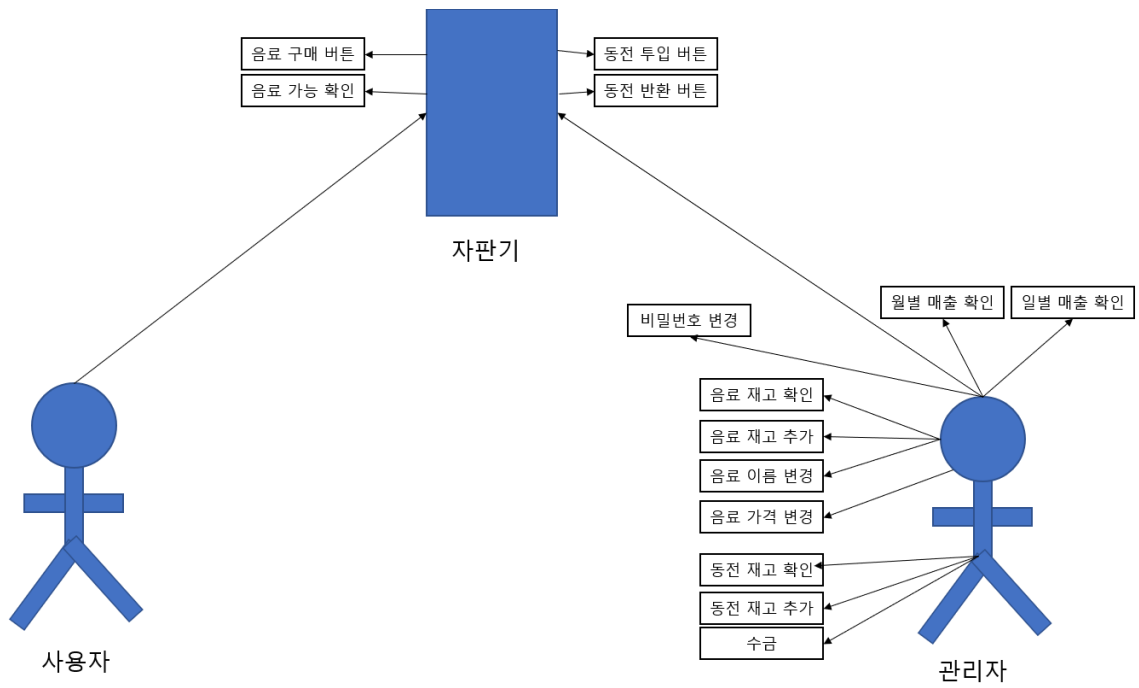 음료 구매 버튼
동전 투입 버튼
음료 가능 확인
동전 반환 버튼
자판기
월별 매출 확인
일별 매출 확인
비밀번호 변경
음료 재고 확인
음료 재고 추가
음료 이름 변경
음료 가격 변경
동전 재고 확인
동전 재고 추가
수금
사용자
관리자